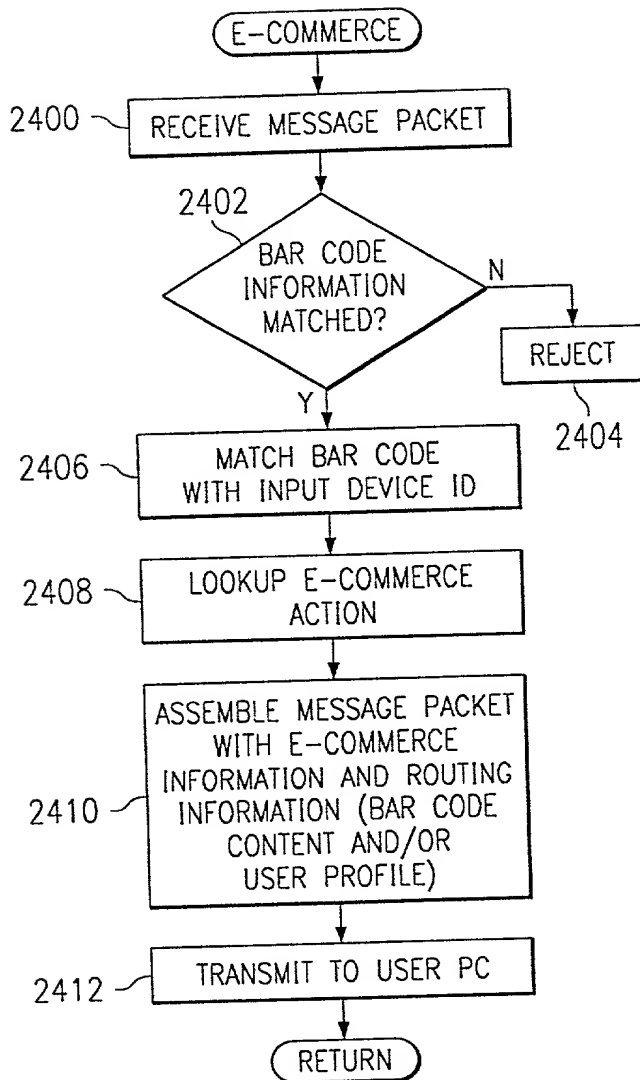 E-COMMERCE
2400
RECEIVE MESSAGE PACKET
2402
BAR CODE
INFORMATION
MATCHED?
N
REJECT
2404
Y
2406
MATCH BAR CODE
WITH INPUT DEVICE ID
2408
LOOKUP E-COMMERCE
ACTION
2410
ASSEMBLE MESSAGE PACKET
WITH E-COMMERCE
INFORMATION AND ROUTING
INFORMATION (BAR CODE
CONTENT AND/OR
USER PROFILE)
2412
TRANSMIT TO USER PC
RETURN